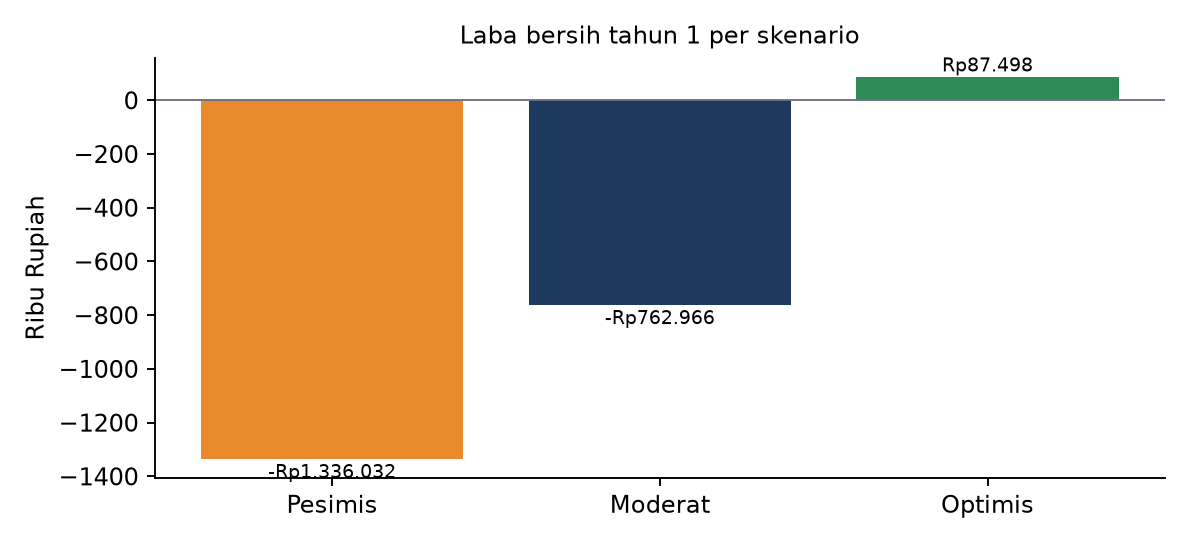 Laba bersih tahun 1 per skenario
Ribu Rupiah
0
−200
−400
−600
−800
−1000
−1200
−1400
Rp87.498
-Rp762.966
-Rp1.336.032
Pesimis
Moderat
Optimis